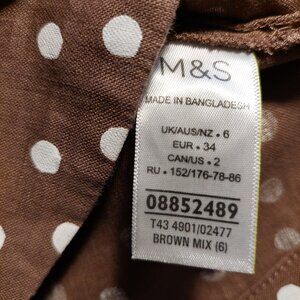 M&S
MADE IN BANGLADESH
UK/AUS/NZ • 6
EUR • 34
CAN/US • 2
RU • 152/176-78-86
08852489
T43 4901/02477
BROWN MIX (6)